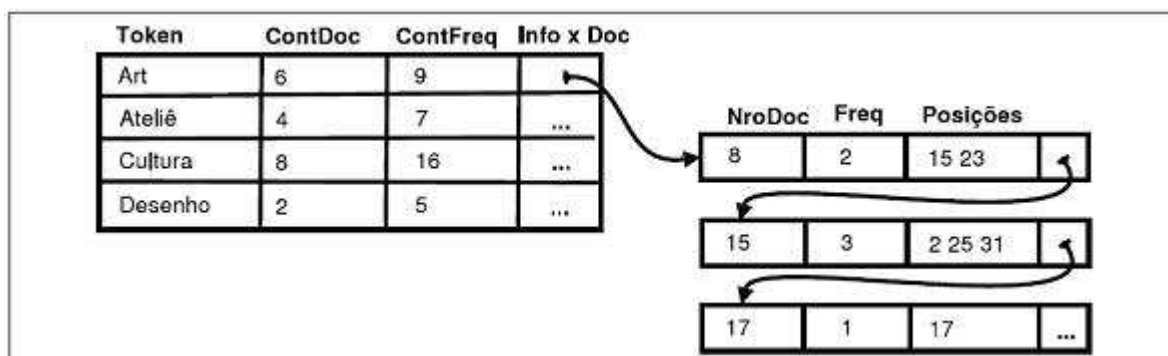 Token ContDoc ContFreq Info x Doc
Art 6 9
Ateliê 4 7 ...
Cultura 8 16 ...
Desenho 2 5 ...
NroDoc Freq Posições
8 2 15 23
15 3 2 25 31
17 1 17 ...